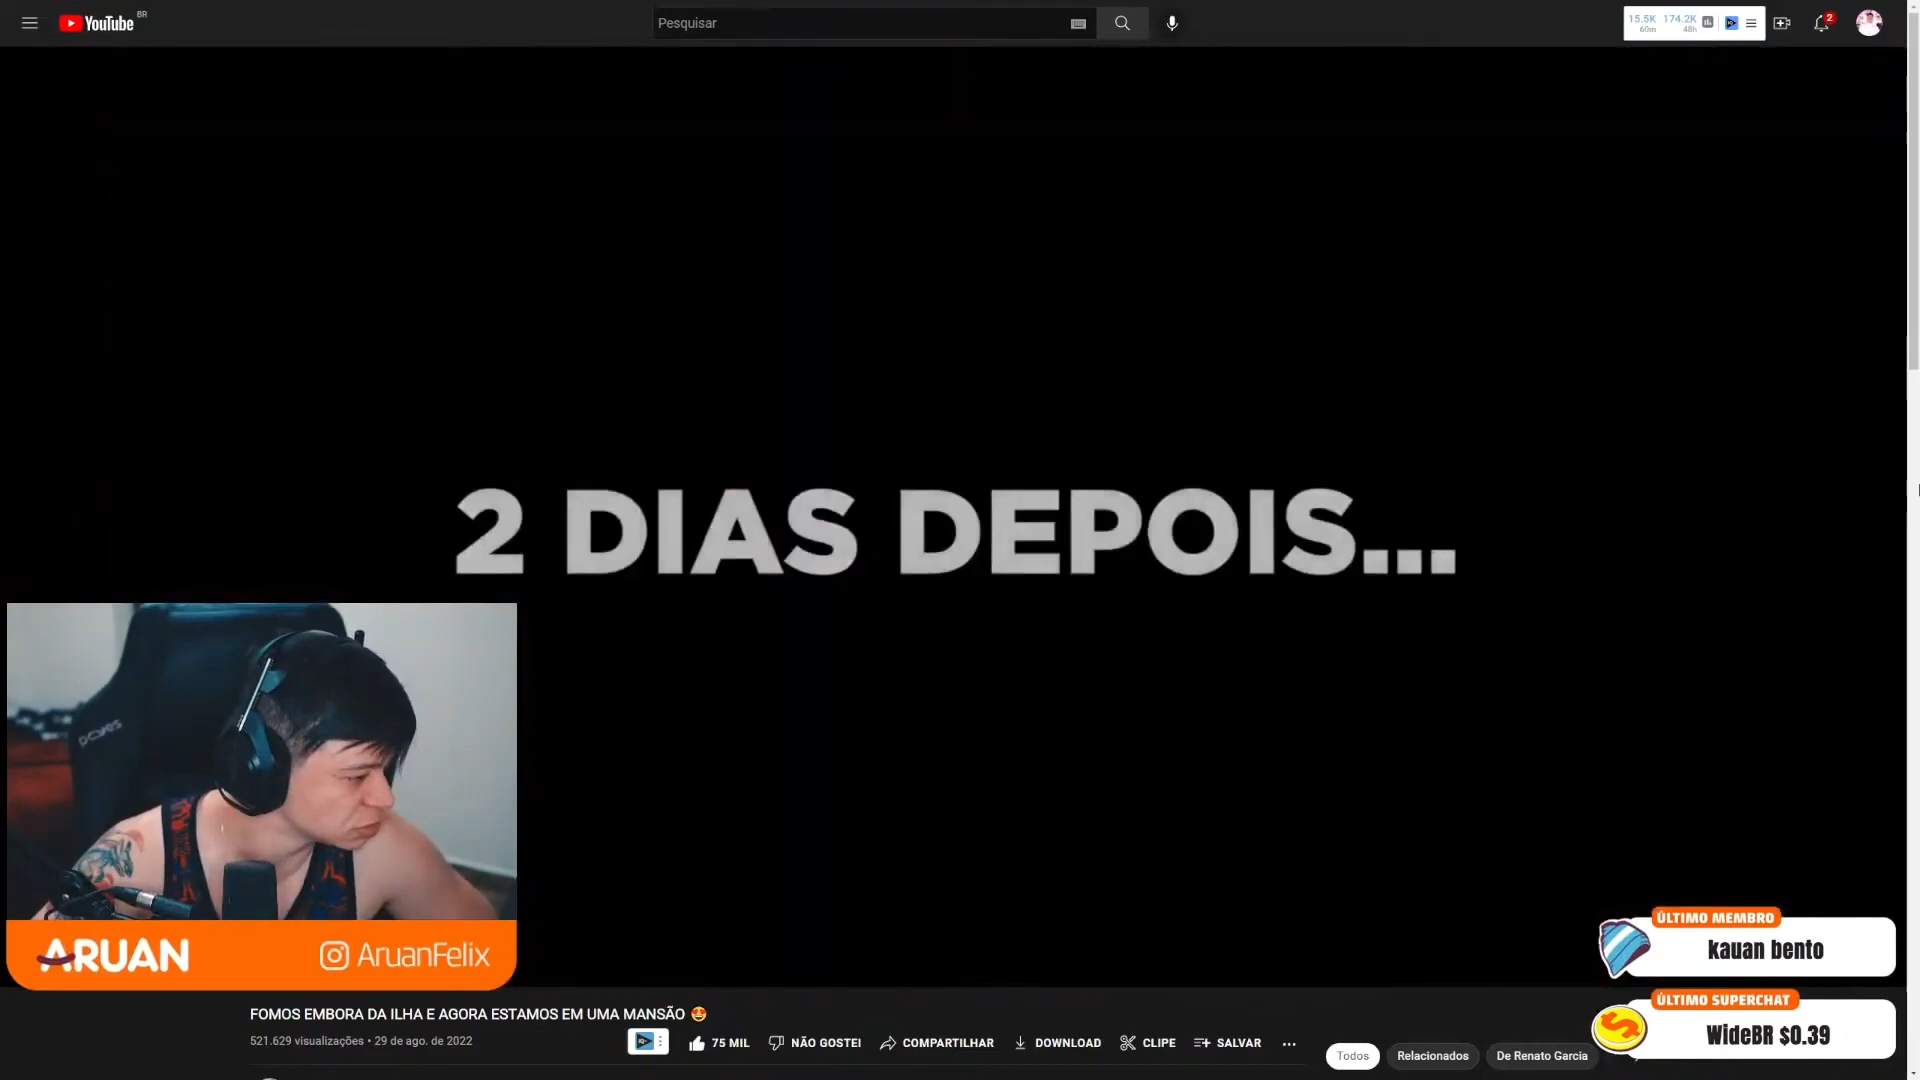 YouTube BR
Pesquisar
15.5K 174.2K
60m 48h
2
2 DIAS DEPOIS...
pcyes
ARUAN
AruanFelix
ÚLTIMO MEMBRO
kauan bento
ÚLTIMO SUPERCHAT
WideBR $0.39
FOMOS EMBORA DA ILHA E AGORA ESTAMOS EM UMA MANSÃO 🤩
521.629 visualizações • 29 de ago. de 2022
75 MIL NÃO GOSTEI COMPARTILHAR DOWNLOAD CLIPE SALVAR ...
Todos Relacionados De Renato Garcia